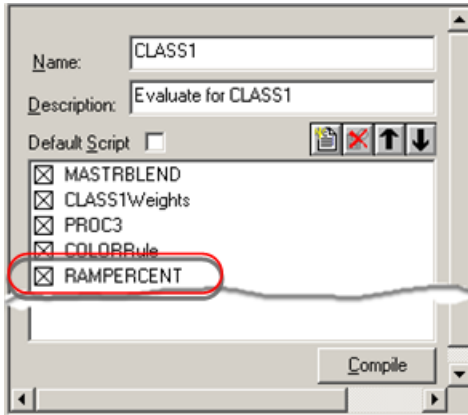 Name: CLASS1
Description: Evaluate for CLASS1
Default Script
MASTRBLEND
CLASS1Weights
PROC3
COLORRule
RAMPERCENT
Compile